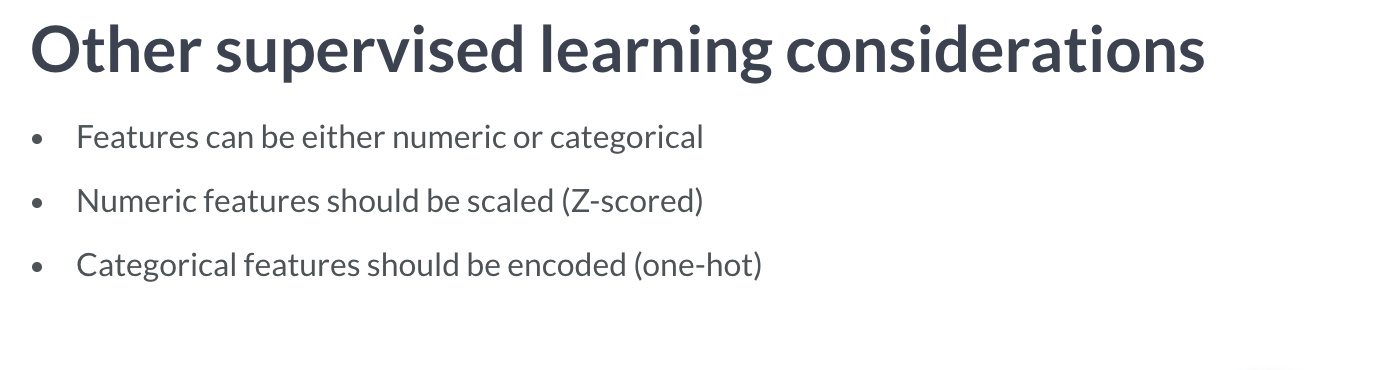 Other supervised learning considerations
• Features can be either numeric or categorical
• Numeric features should be scaled (Z-scored)
• Categorical features should be encoded (one-hot)